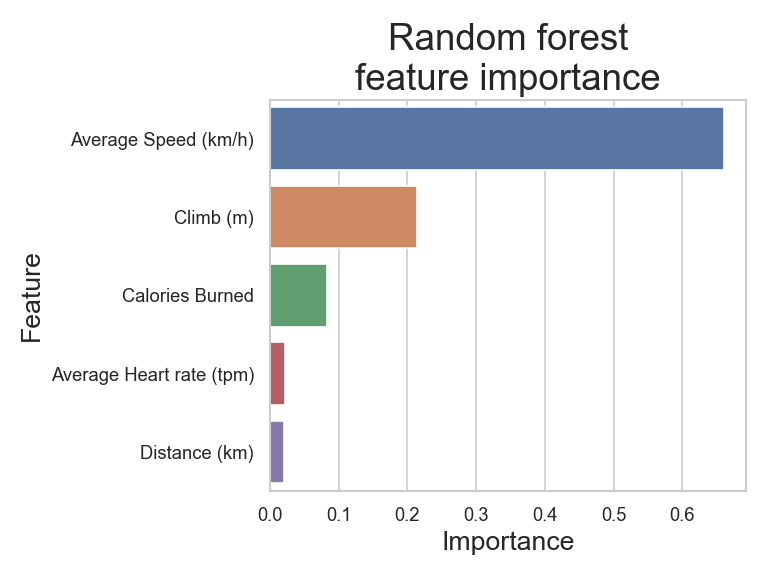 Random forest
feature importance
Average Speed (km/h)
Climb (m)
Calories Burned
Average Heart rate (tpm)
Distance (km)
Feature
0.0 0.1 0.2 0.3 0.4 0.5 0.6
Importance